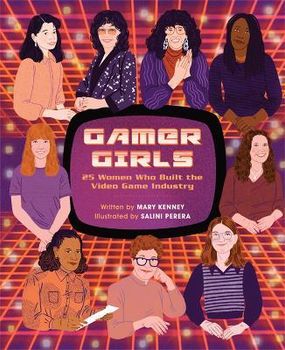 GAMER
GIRLS
25 Women Who Built the
Video Game Industry
Written by MARY KENNEY
Illustrated by SALINI PERERA